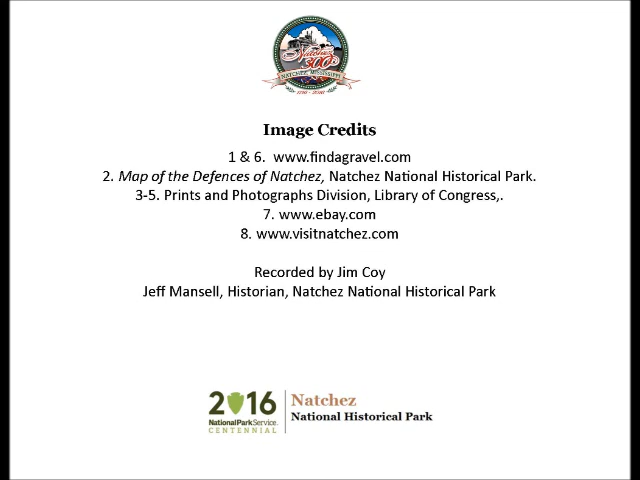 Natchez
300
NATCHEZ, MISSISSIPPI
1716 - 2016
Image Credits
1 & 6.  www.findagravel.com
2. Map of the Defences of Natchez, Natchez National Historical Park.
3-5. Prints and Photographs Division, Library of Congress,.
7. www.ebay.com
8. www.visitnatchez.com
Recorded by Jim Coy
Jeff Mansell, Historian, Natchez National Historical Park
2016
National Park Service®
CENTENNIAL
Natchez
National Historical Park